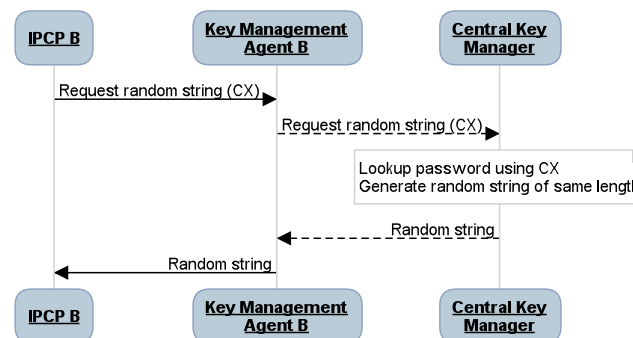 IPCP B
Key Management
Agent B
Central Key
Manager
Request random string (CX)
Request random string (CX)
Lookup password using CX
Generate random string of same length
Random string
Random string
IPCP B
Key Management
Agent B
Central Key
Manager